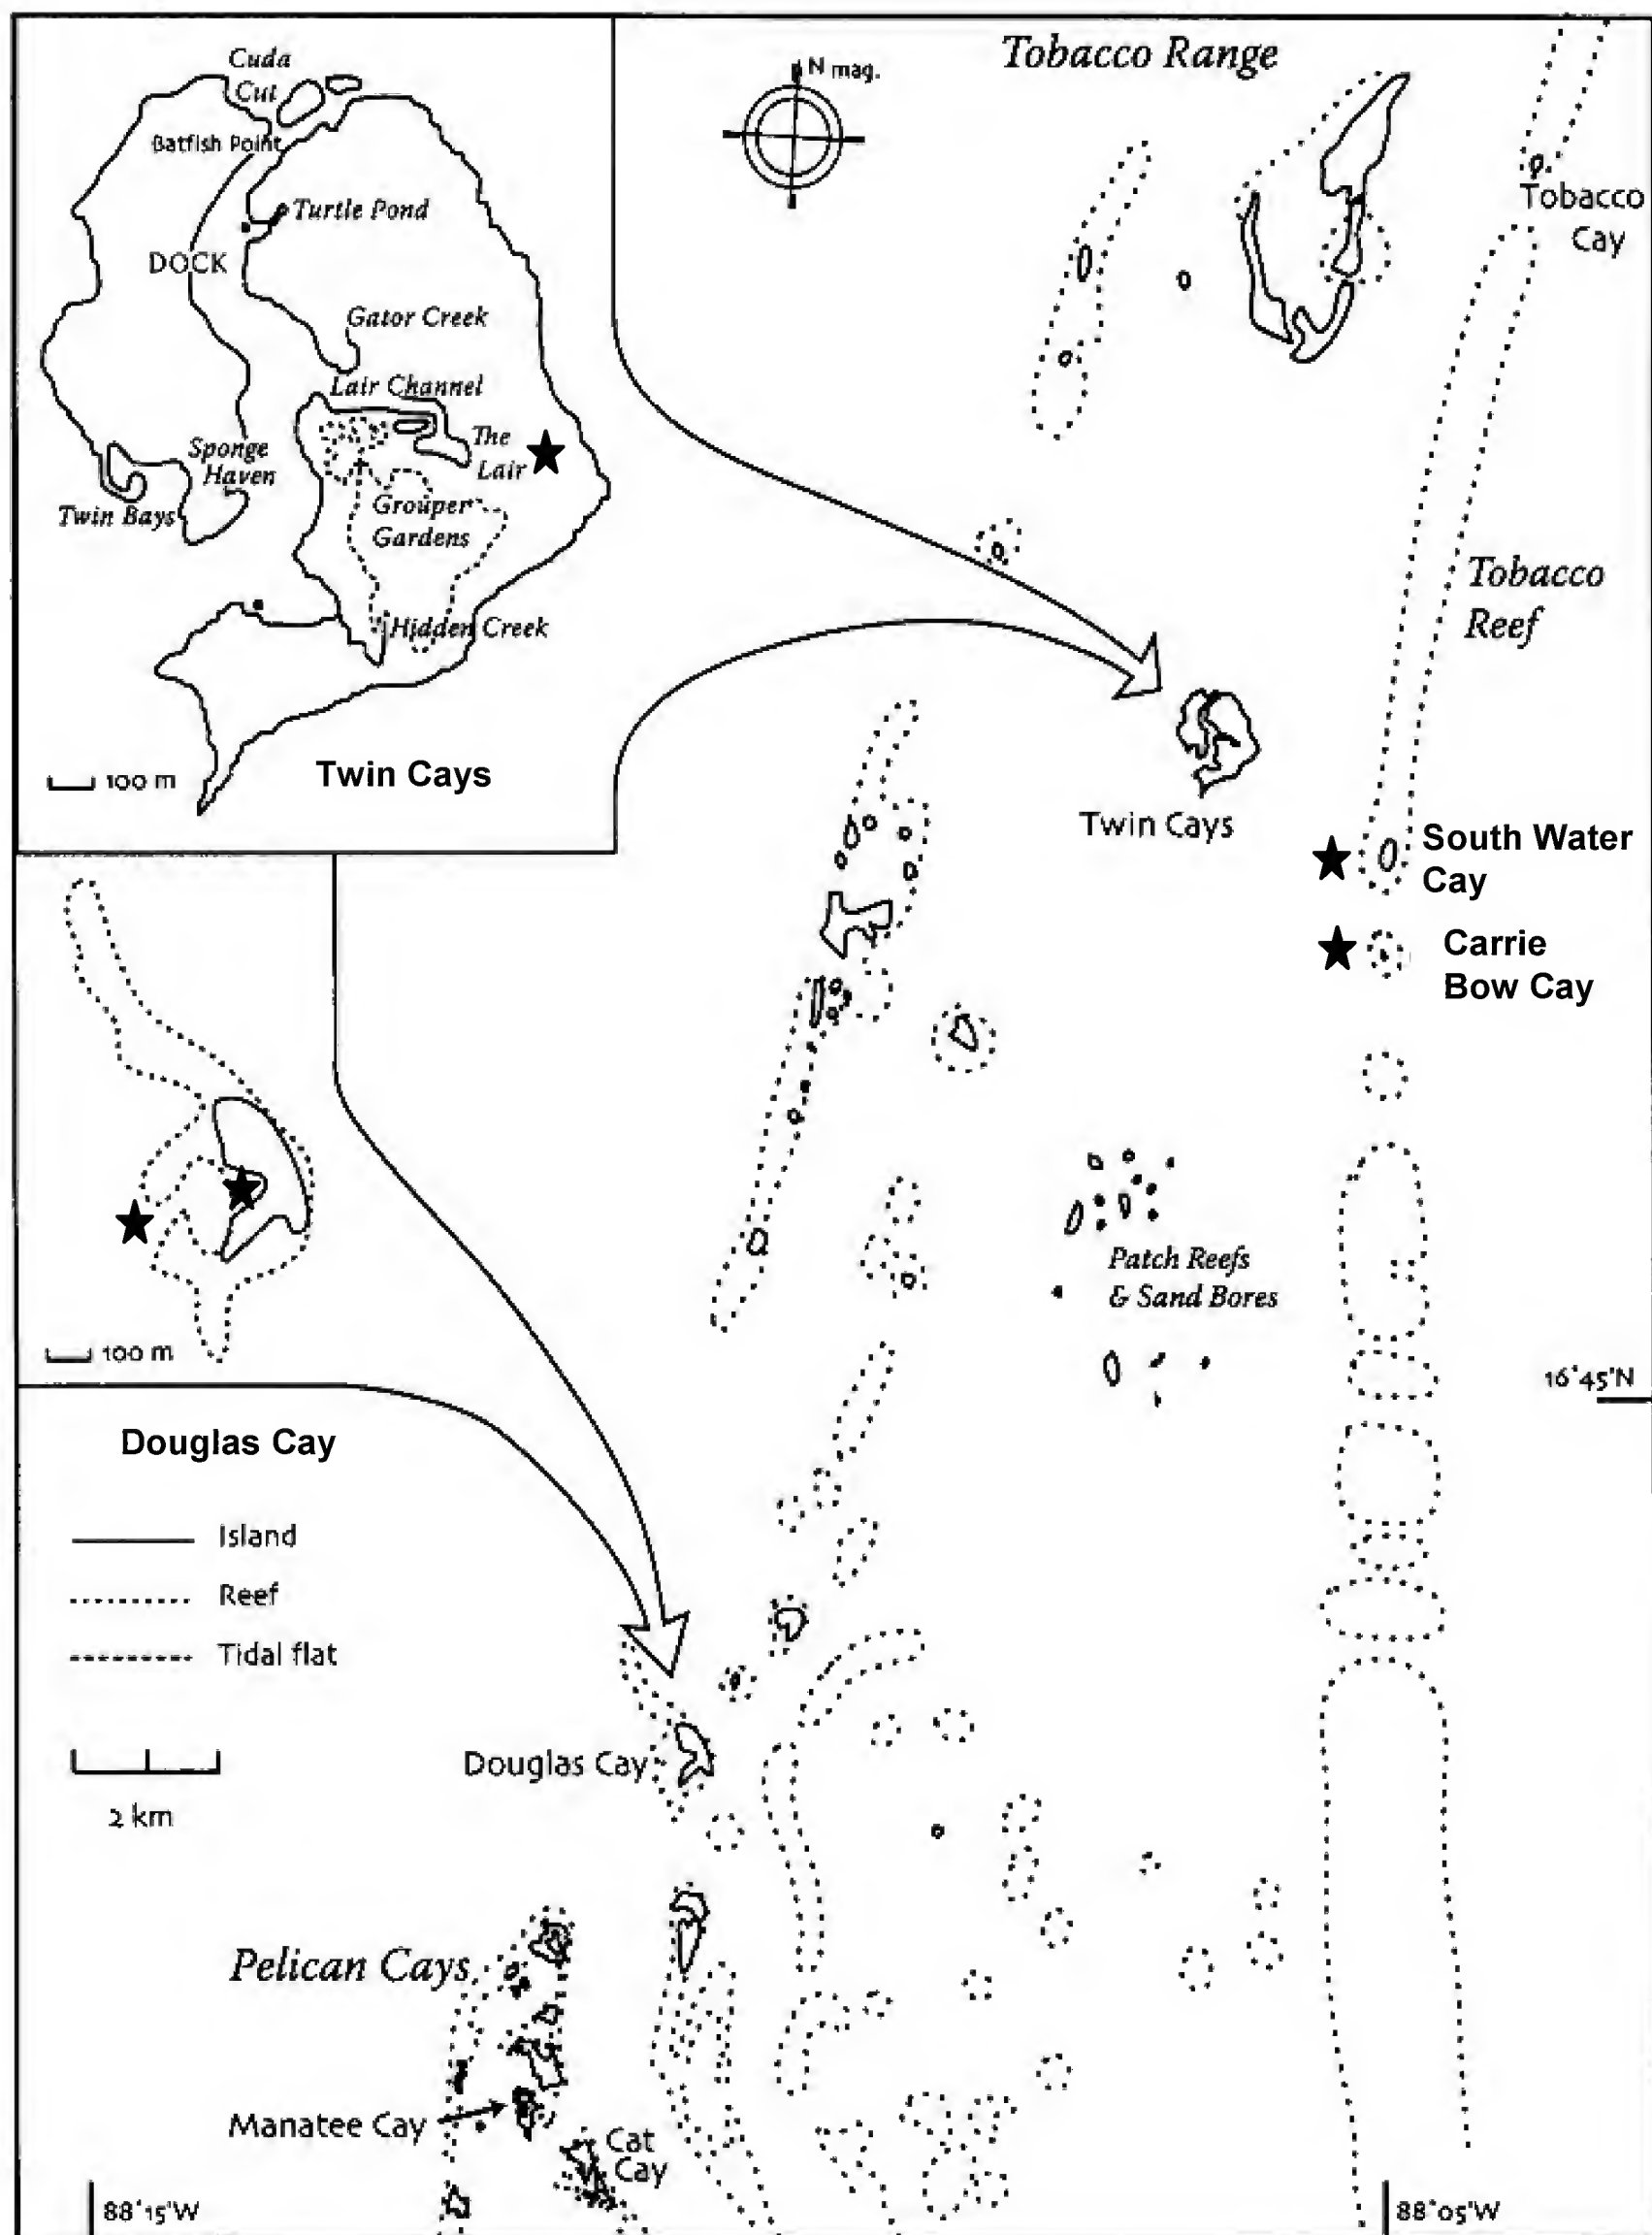 Cuda
Cut
Batfish Point
Turtle Pond
DOCK
Gator Creek
Lair Channel
The
Lair
Sponge
Haven
Twin Bays
Grouper
Gardens
Hidden Creek
100 m
Twin Cays
N mag.
Tobacco Range
Tobacco
Cay
Tobacco
Reef
Twin Cays
South Water
Cay
Carrie
Bow Cay
Patch Reefs
& Sand Bores
16°45'N
100 m
Douglas Cay
Island
Reef
Tidal flat
2 km
Douglas Cay
Pelican Cays
Manatee Cay
Cat
Cay
88°15'W
88°05'W